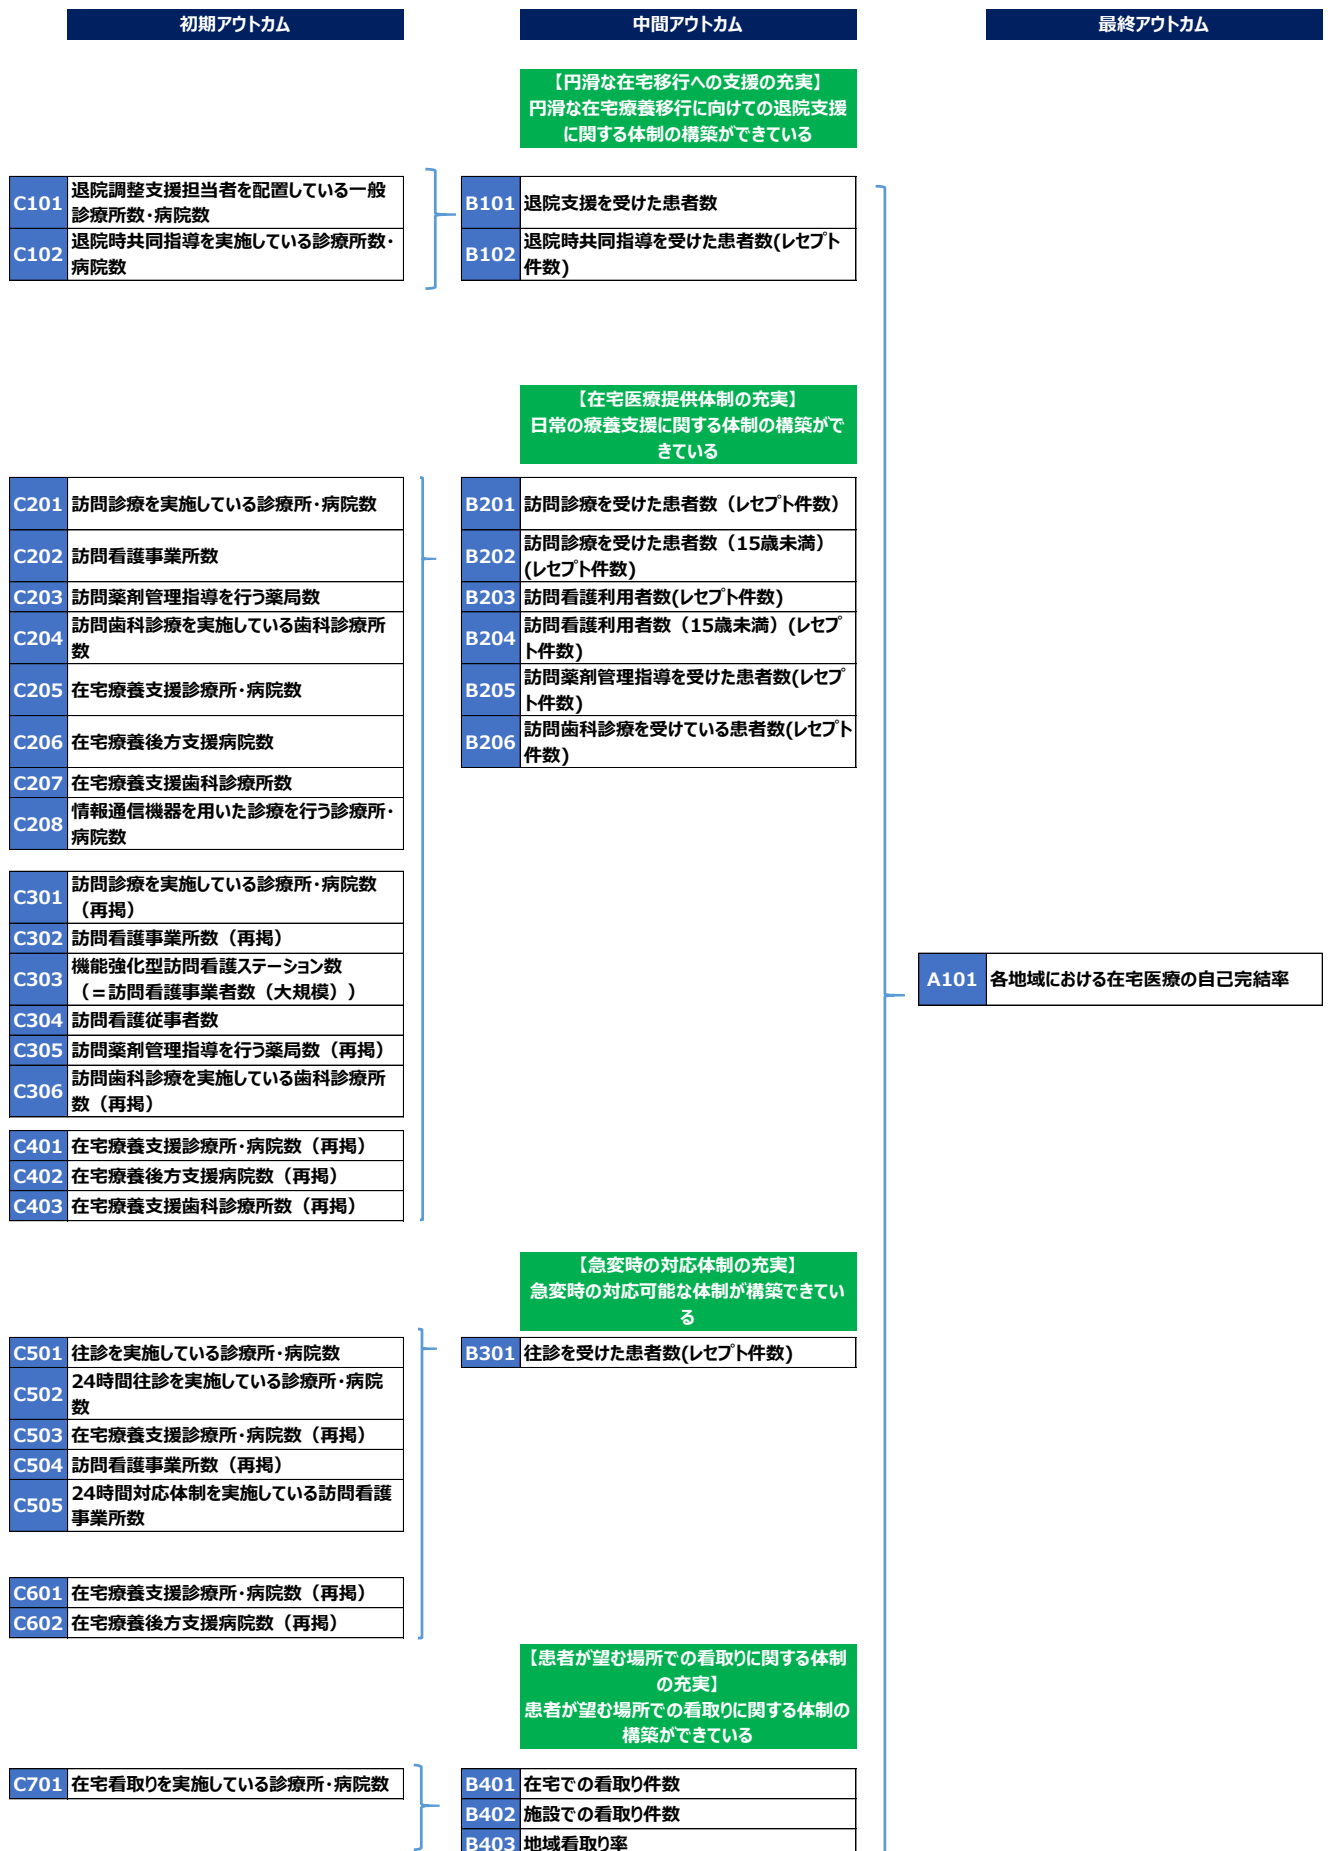 初期アウトカム
中間アウトカム
最終アウトカム
【円滑な在宅移行への支援の充実】
円滑な在宅療養移行に向けての退院支援
に関する体制の構築ができている
C101
退院調整支援担当者を配置している一般
診療所数・病院数
C102
退院時共同指導を実施している診療所数・
病院数
B101
退院支援を受けた患者数
B102
退院時共同指導を受けた患者数(レセプト
件数)
【在宅医療提供体制の充実】
日常の療養支援に関する体制の構築がで
きている
C201
訪問診療を実施している診療所・病院数
C202
訪問看護事業所数
C203
訪問薬剤管理指導を行う薬局数
C204
訪問歯科診療を実施している歯科診療所
数
C205
在宅療養支援診療所・病院数
C206
在宅療養後方支援病院数
C207
在宅療養支援歯科診療所数
C208
情報通信機器を用いた診療を行う診療所・
病院数
B201
訪問診療を受けた患者数（レセプト件数）
B202
訪問診療を受けた患者数（15歳未満）
(レセプト件数)
B203
訪問看護利用者数(レセプト件数)
B204
訪問看護利用者数（15歳未満）(レセプ
ト件数)
B205
訪問薬剤管理指導を受けた患者数(レセプ
ト件数)
B206
訪問歯科診療を受けている患者数(レセプト
件数)
C301
訪問診療を実施している診療所・病院数
（再掲）
C302
訪問看護事業所数（再掲）
C303
機能強化型訪問看護ステーション数
（＝訪問看護事業者数（大規模））
C304
訪問看護従事者数
C305
訪問薬剤管理指導を行う薬局数（再掲）
C306
訪問歯科診療を実施している歯科診療所
数（再掲）
A101
各地域における在宅医療の自己完結率
C401
在宅療養支援診療所・病院数（再掲）
C402
在宅療養後方支援病院数（再掲）
C403
在宅療養支援歯科診療所数（再掲）
【急変時の対応体制の充実】
急変時の対応可能な体制が構築できてい
る
C501
往診を実施している診療所・病院数
C502
24時間往診を実施している診療所・病院
数
C503
在宅療養支援診療所・病院数（再掲）
C504
訪問看護事業所数（再掲）
C505
24時間対応体制を実施している訪問看護
事業所数
B301
往診を受けた患者数(レセプト件数)
C601
在宅療養支援診療所・病院数（再掲）
C602
在宅療養後方支援病院数（再掲）
【患者が望む場所での看取りに関する体制
の充実】
患者が望む場所での看取りに関する体制の
構築ができている
C701
在宅看取りを実施している診療所・病院数
B401
在宅での看取り件数
B402
施設での看取り件数
B403
地域看取り率